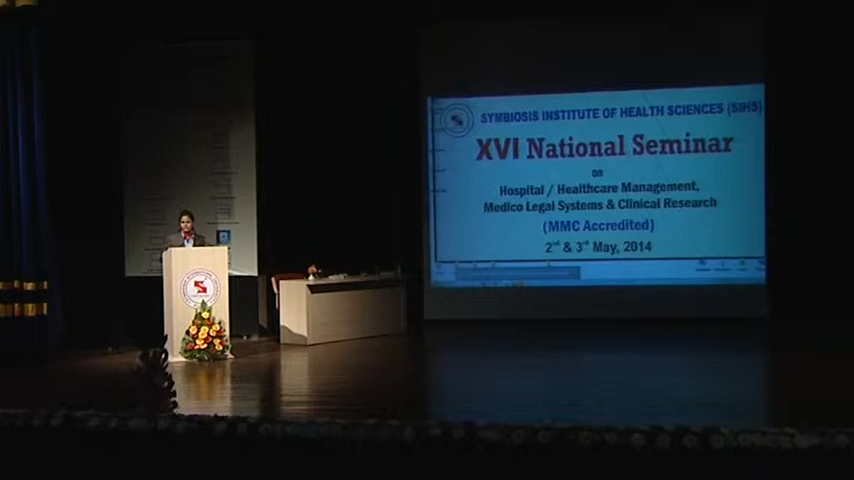 SYMBIOSIS INSTITUTE OF HEALTH SCIENCES (SIHS)
XVI National Seminar
on
Hospital / Healthcare Management,
Medico Legal Systems & Clinical Research
(MMC Accredited)
2nd & 3rd May, 2014